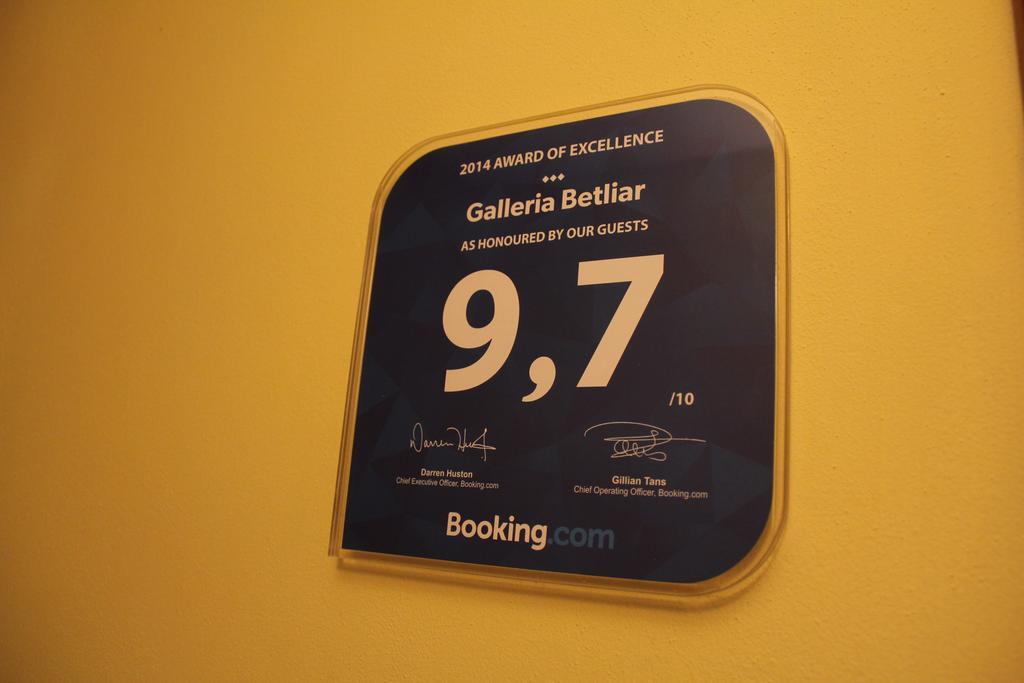 2014 AWARD OF EXCELLENCE
Galleria Betliar
AS HONOURED BY OUR GUESTS
9,7
/10
Darren Huston
Chief Executive Officer, Booking.com
Gillian Tans
Chief Operating Officer, Booking.com
Booking.com